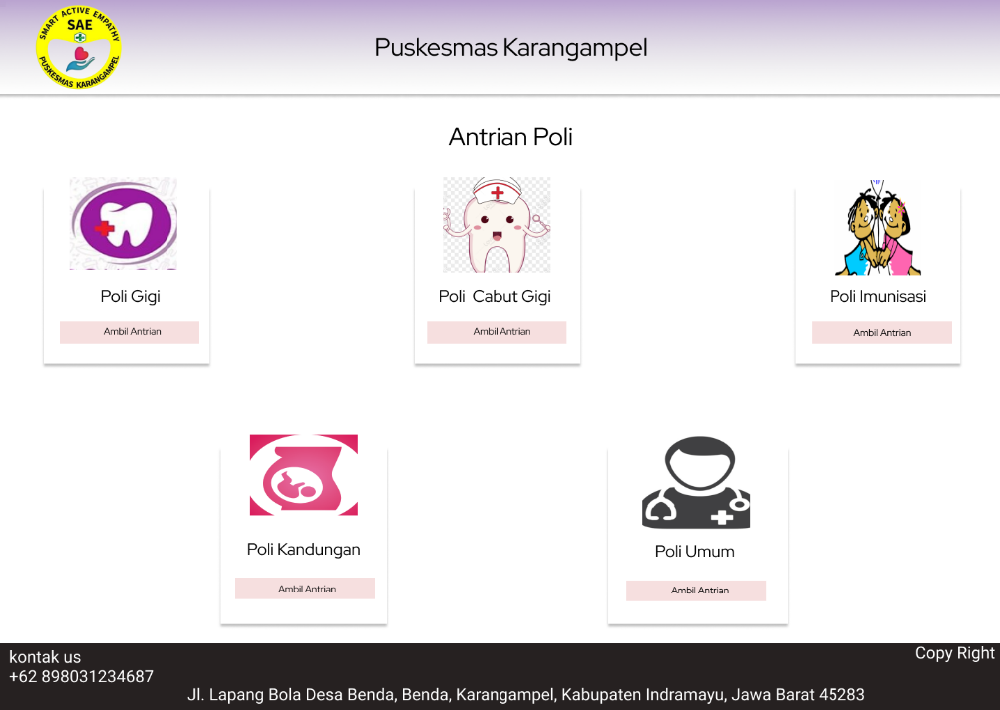 SMART ACTIVE EMPATHY
SAE
PUSKESMAS KARANGAMPEL
Puskesmas Karangampel
Antrian Poli
Poli Gigi
Ambil Antrian
Poli  Cabut Gigi
Ambil Antrian
Poli Imunisasi
Ambil Antrian
Poli Kandungan
Ambil Antrian
Poli Umum
Ambil Antrian
kontak us
+62 898031234687
Copy Right
Jl. Lapang Bola Desa Benda, Benda, Karangampel, Kabupaten Indramayu, Jawa Barat 45283